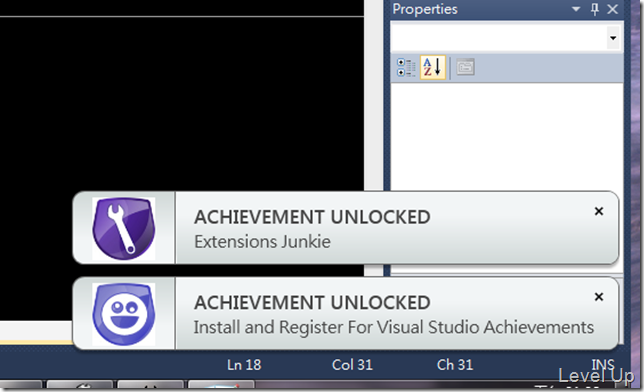 Properties
A
Z
ACHIEVEMENT UNLOCKED
Extensions Junkie
ACHIEVEMENT UNLOCKED
Install and Register For Visual Studio Achievements
Ln 18 Col 31 Ch 31 INS
Level Up